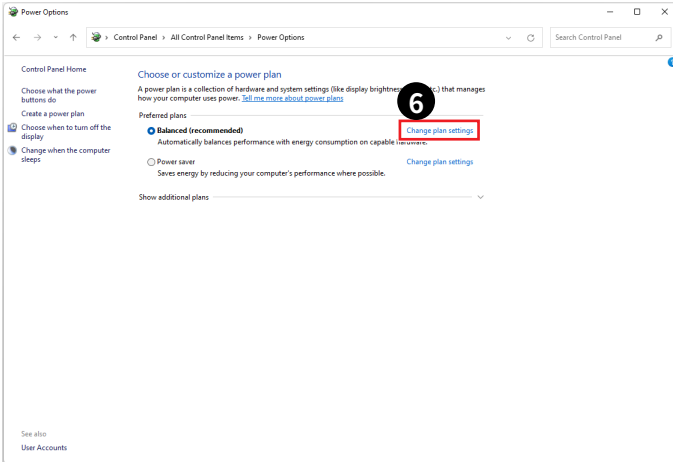 Power Options
Control Panel > All Control Panel Items > Power Options
Search Control Panel
Control Panel Home
Choose what the power
buttons do
Create a power plan
Choose when to turn off the
display
Change when the computer
sleeps
Choose or customize a power plan
A power plan is a collection of hardware and system settings (like display brightness, etc.) that manages
how your computer uses power. Tell me more about power plans
6
Preferred plans
Balanced (recommended)
Change plan settings
Automatically balances performance with energy consumption on capable hardware.
Power saver
Change plan settings
Saves energy by reducing your computer's performance where possible.
Show additional plans
See also
User Accounts